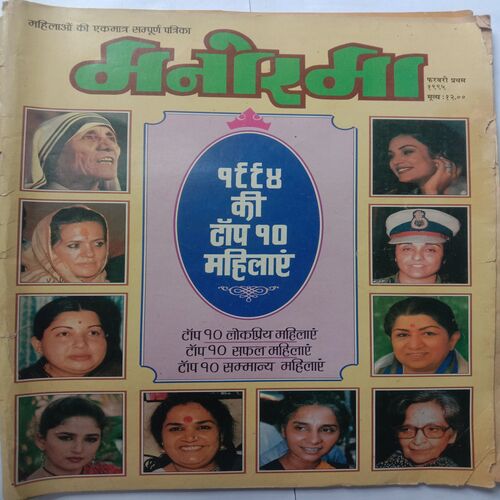 महिलाओं की एकमात्र सम्पूर्ण पत्रिका
मनोरमा
फरवरी प्रथम
१९९५
मूल्य : १२.००
१९९४
की
टॉप १०
महिलाएं
टॉप १० लोकप्रिय महिलाएं
टॉप १० सफल महिलाएं
टॉप १० सम्मान्य महिलाएं